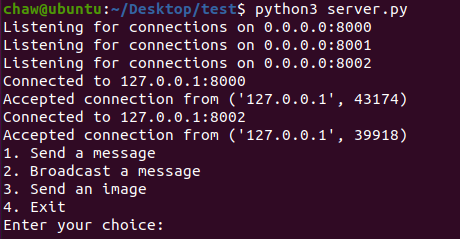 chaw@ubuntu:~/Desktop/test$ python3 server.py
Listening for connections on 0.0.0.0:8000
Listening for connections on 0.0.0.0:8001
Listening for connections on 0.0.0.0:8002
Connected to 127.0.0.1:8000
Accepted connection from ('127.0.0.1', 43174)
Connected to 127.0.0.1:8002
Accepted connection from ('127.0.0.1', 39918)
1. Send a message
2. Broadcast a message
3. Send an image
4. Exit
Enter your choice: